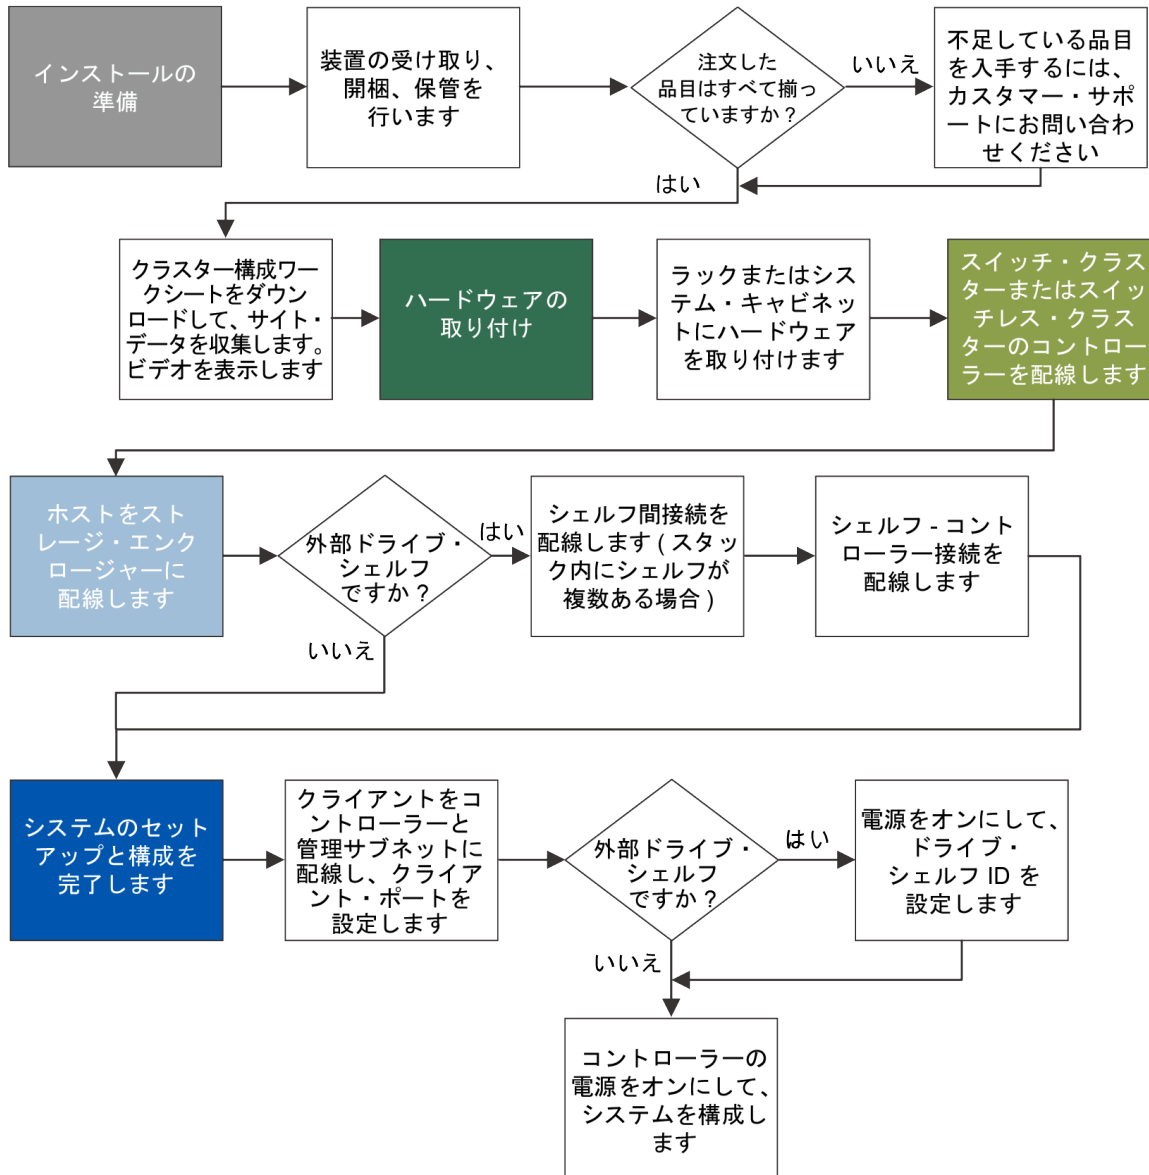 インストールの
準備
装置の受け取り、
開梱、保管を
行います
注文した
品目はすべて揃っ
ていますか？
いいえ
不足している品目
を入手するには、
カスタマー・サポ
ートにお問い合わ
せください
はい
クラスター構成ワー
クシートをダウン
ロードして、サイト・
データを収集します。
ビデオを表示します
ハードウェアの
取り付け
ラックまたはシス
テム・キャビネッ
トにハードウェア
を取り付けます
スイッチ・クラス
ターまたはスイッ
チレス・クラス
ターのコントロー
ラーを配線します
ホストをスト
レージ・エンク
ロージャーに
配線します
外部ドライブ・
シェルフ
ですか？
はい
いいえ
シェルフ間接続を
配線します ( スタッ
ク内にシェルフが
複数ある場合 )
シェルフ - コント
ローラー接続を
配線します
システムのセット
アップと構成を
完了します
クライアントをコ
ントローラーと
管理サブネットに
配線し、クライア
ント・ポートを
設定します
外部ドライブ・
シェルフ
ですか？
はい
いいえ
電源をオンにして、
ドライブ・
シェルフ ID を
設定します
コントローラーの
電源をオンにして、
システムを構成し
ます